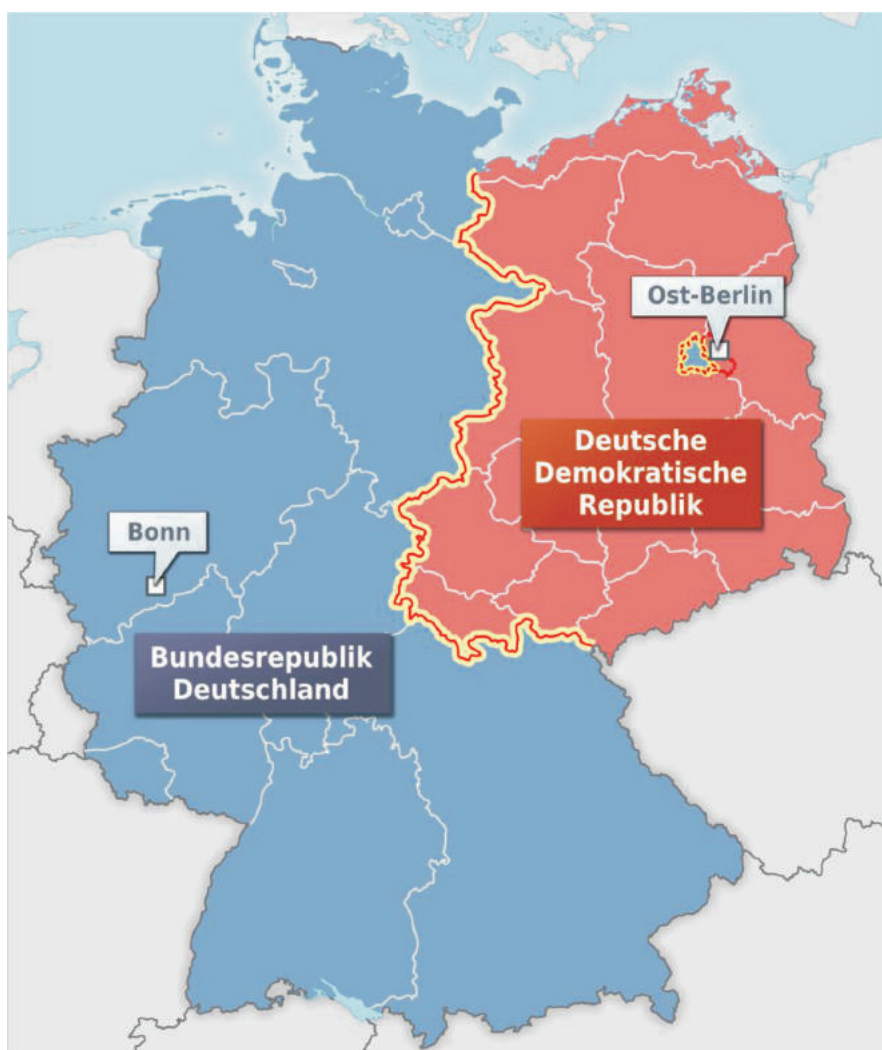 Ost-Berlin
Deutsche
Demokratische
Republik
Bonn
Bundesrepublik
Deutschland